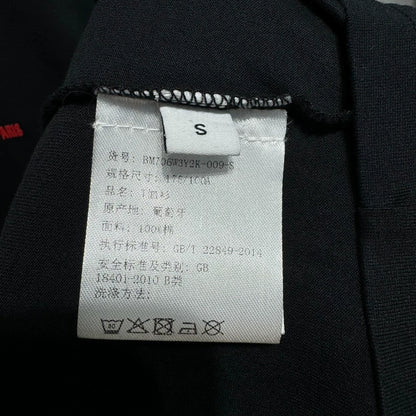 PARIS
S
货号: BM706W3Y2K-009-S
规格尺寸: 175/100A
品名: T恤衫
原产地: 葡萄牙
面料: 100%棉
执行标准号: GB/T 22849-2014
安全标准及类别: GB
18401-2010 B类
洗涤方法: